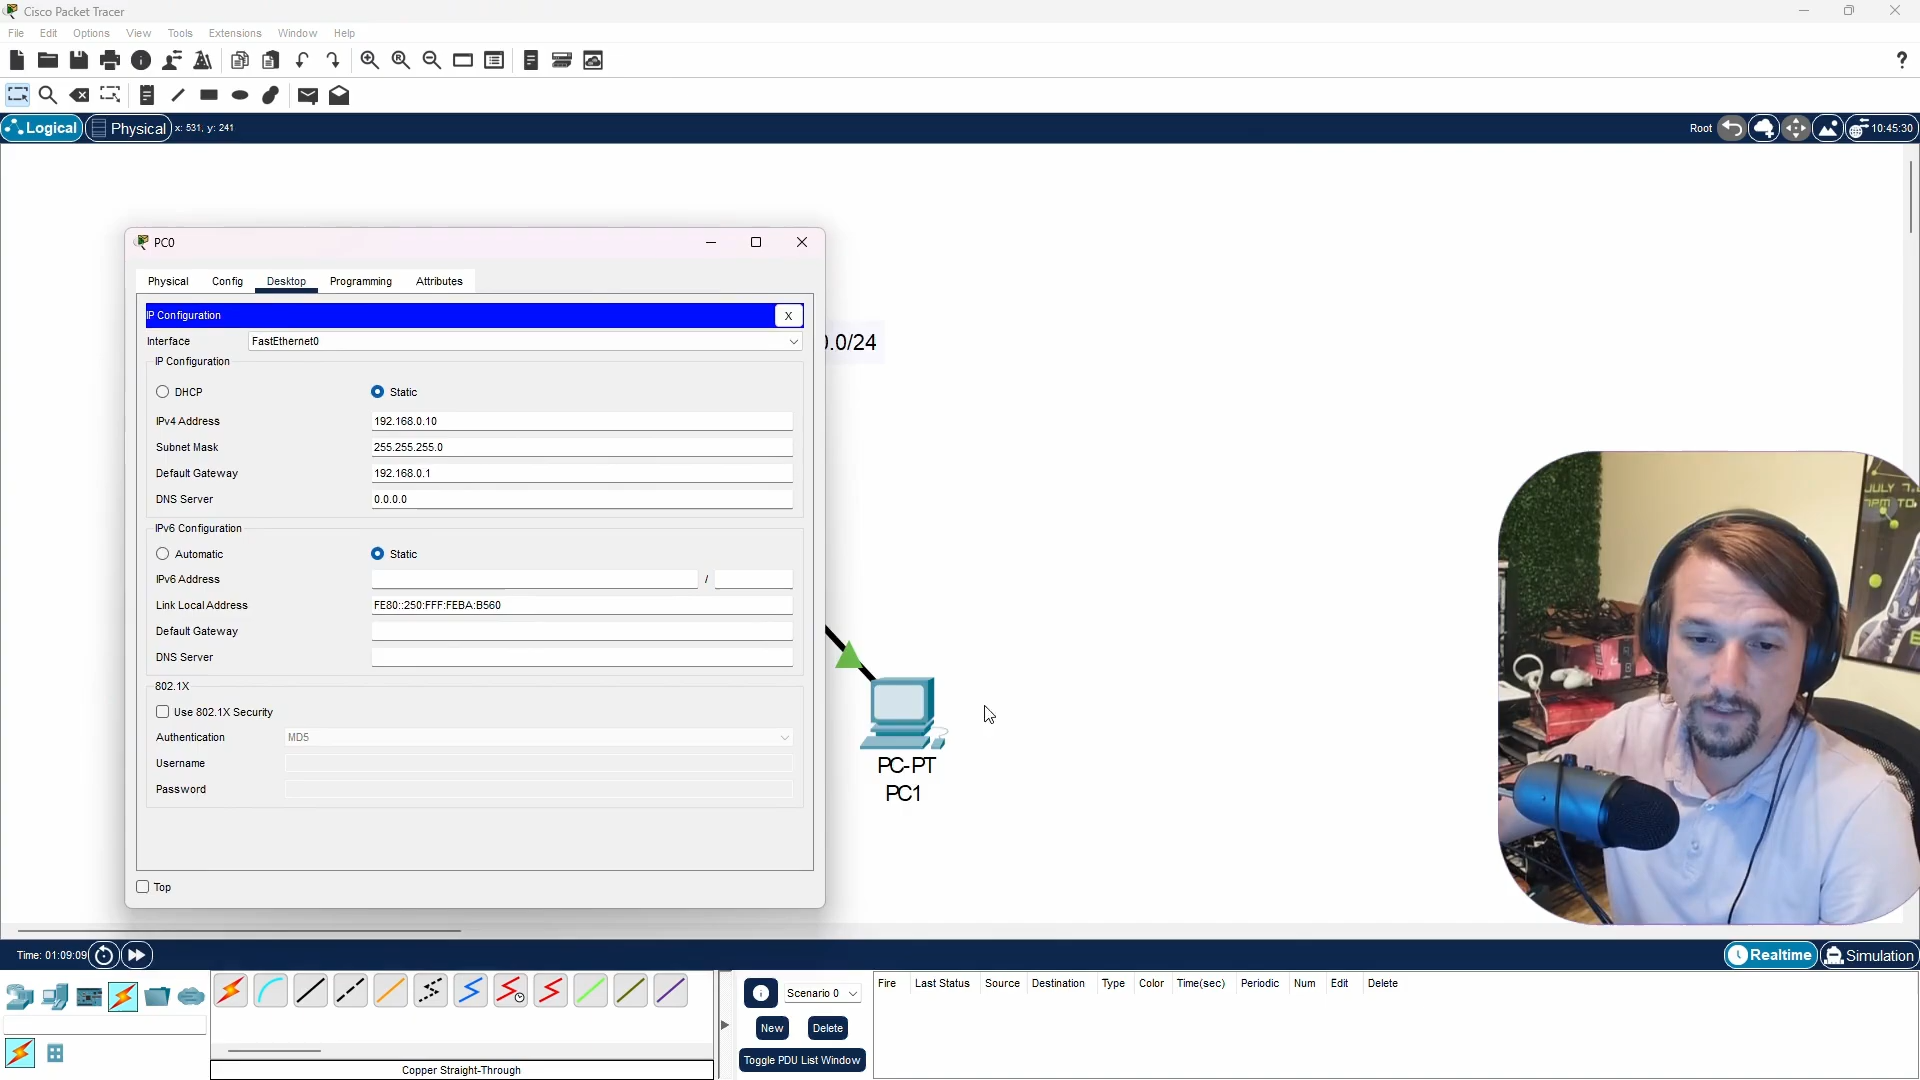 Cisco Packet Tracer
File Edit Options View Tools Extensions Window Help
?
Logical Physical x: 531, y: 241
Root 10:45:30
PC0
Physical Config Desktop Programming Attributes
IP Configuration X
Interface FastEthernet0
IP Configuration
DHCP Static
IPv4 Address 192.168.0.10
Subnet Mask 255.255.255.0
Default Gateway 192.168.0.1
DNS Server 0.0.0.0
IPv6 Configuration
Automatic Static
IPv6 Address /
Link Local Address FE80::250:FFF:FEBA:B560
Default Gateway
DNS Server
802.1X
Use 802.1X Security
Authentication MD5
Username
Password
Top
.0/24
PC-PT
PC1
JULY 7.
7PM TO
Time: 01:09:09
Realtime Simulation
Copper Straight-Through
Scenario 0
New Delete
Toggle PDU List Window
Fire Last Status Source Destination Type Color Time(sec) Periodic Num Edit Delete